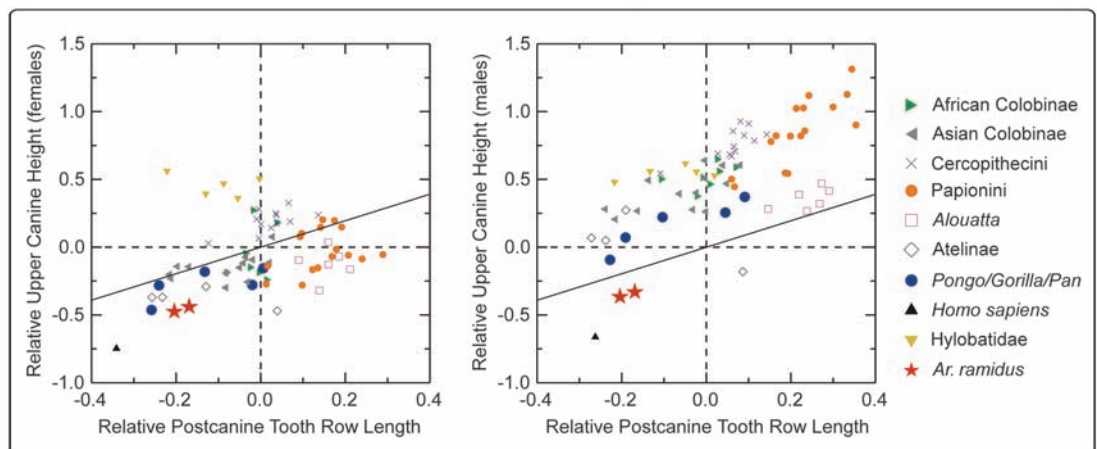 Relative Upper Canine Height (females)
1.5
1.0
0.5
0.0
-0.5
-1.0
-0.4
-0.2
0.0
0.2
0.4
Relative Postcanine Tooth Row Length
Relative Upper Canine Height (males)
1.5
1.0
0.5
0.0
-0.5
-1.0
-0.4
-0.2
0.0
0.2
0.4
Relative Postcanine Tooth Row Length
African Colobinae
Asian Colobinae
Cercopithecini
Papionini
Alouatta
Atelinae
Pongo/Gorilla/Pan
Homo sapiens
Hylobatidae
Ar. ramidus